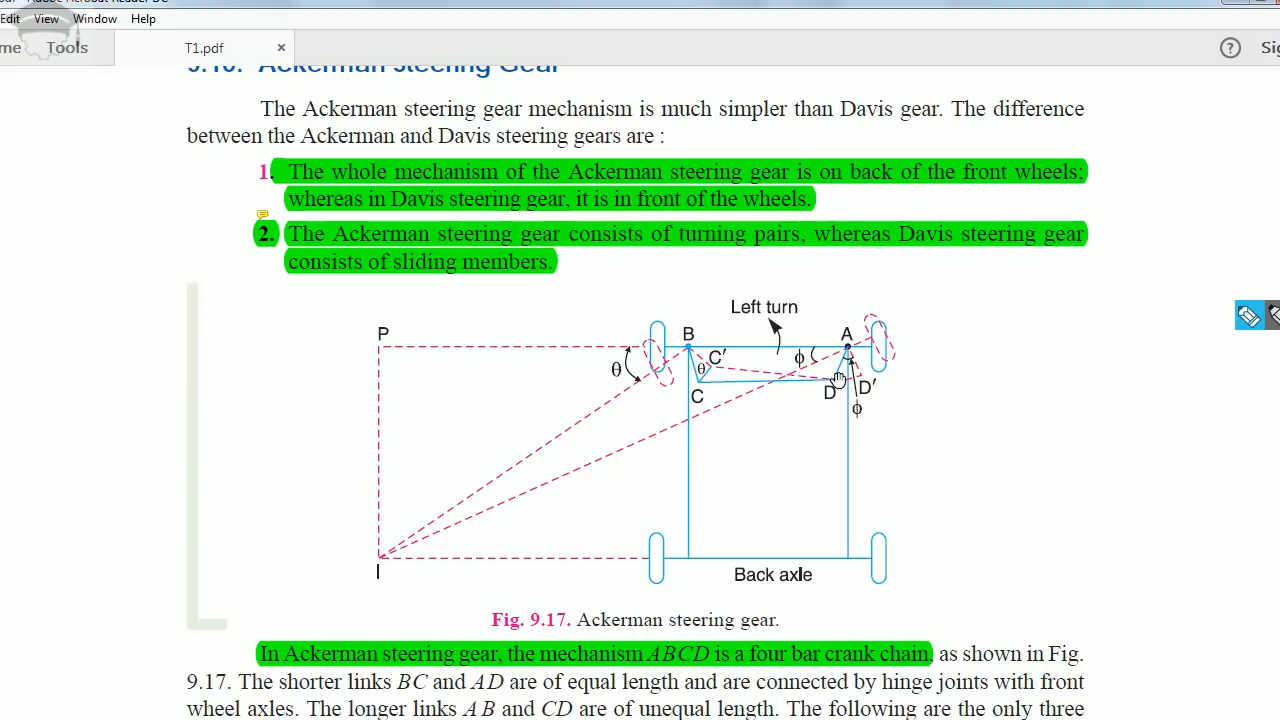 Edit View Window Help
Tools T1.pdf × ?
Ackerman Steering Gear
The Ackerman steering gear mechanism is much simpler than Davis gear. The difference
between the Ackerman and Davis steering gears are :
1. The whole mechanism of the Ackerman steering gear is on back of the front wheels;
whereas in Davis steering gear, it is in front of the wheels.
2. The Ackerman steering gear consists of turning pairs, whereas Davis steering gear
consists of sliding members.
Left turn
P B A
θ C′ ϕ
θ
C D D′
ϕ
I Back axle
Fig. 9.17. Ackerman steering gear.
In Ackerman steering gear, the mechanism ABCD is a four bar crank chain, as shown in Fig.
9.17. The shorter links BC and AD are of equal length and are connected by hinge joints with front
wheel axles. The longer links AB and CD are of unequal length. The following are the only three